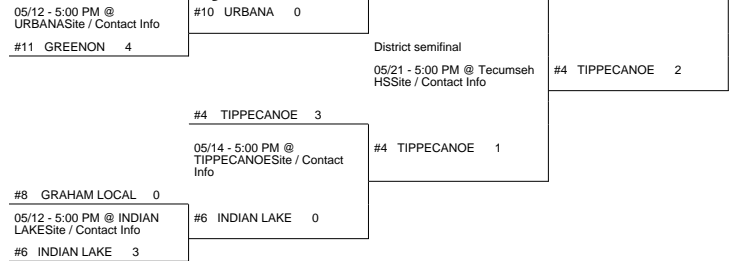 05/12 - 5:00 PM @
URBANASite / Contact Info
#10 URBANA 0
#11 GREENON 4
District semifinal
05/21 - 5:00 PM @ Tecumseh
HSSite / Contact Info
#4 TIPPECANOE 2
#4 TIPPECANOE 3
05/14 - 5:00 PM @
TIPPECANOESite / Contact
Info
#4 TIPPECANOE 1
#8 GRAHAM LOCAL 0
05/12 - 5:00 PM @ INDIAN
LAKESite / Contact Info
#6 INDIAN LAKE 0
#6 INDIAN LAKE 3